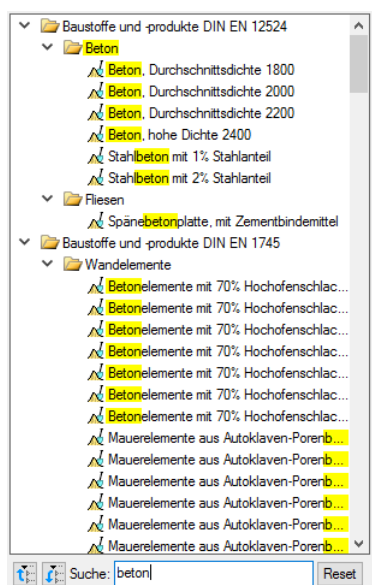 Baustoffe und -produkte DIN EN 12524
Beton
Beton, Durchschnittsdichte 1800
Beton, Durchschnittsdichte 2000
Beton, Durchschnittsdichte 2200
Beton, hohe Dichte 2400
Stahlbeton mit 1% Stahlanteil
Stahlbeton mit 2% Stahlanteil
Fliesen
Spänebetonplatte, mit Zementbindemittel
Baustoffe und -produkte DIN EN 1745
Wandelemente
Betonelemente mit 70% Hochofenschlac...
Betonelemente mit 70% Hochofenschlac...
Betonelemente mit 70% Hochofenschlac...
Betonelemente mit 70% Hochofenschlac...
Betonelemente mit 70% Hochofenschlac...
Betonelemente mit 70% Hochofenschlac...
Betonelemente mit 70% Hochofenschlac...
Mauerelemente aus Autoklaven-Porenb...
Mauerelemente aus Autoklaven-Porenb...
Mauerelemente aus Autoklaven-Porenb...
Mauerelemente aus Autoklaven-Porenb...
Mauerelemente aus Autoklaven-Porenb...
Mauerelemente aus Autoklaven-Porenb...
Suche: beton Reset